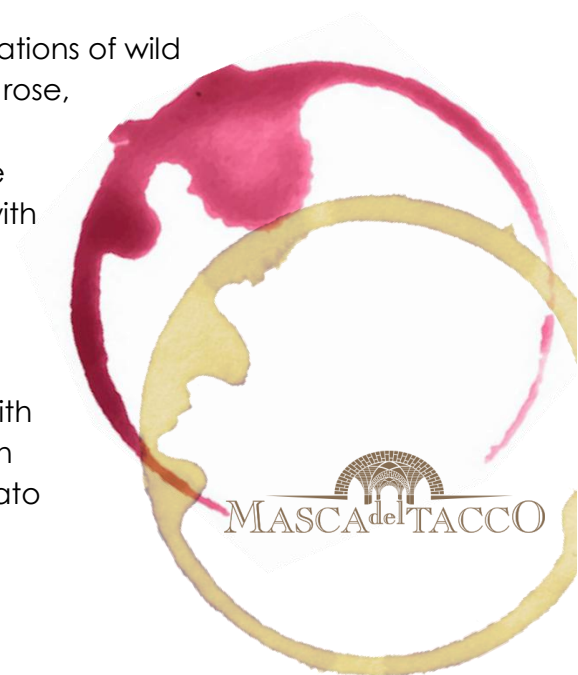 ations of wild
rose,
e
vith
ith
n
ato
MASCA del TACCO